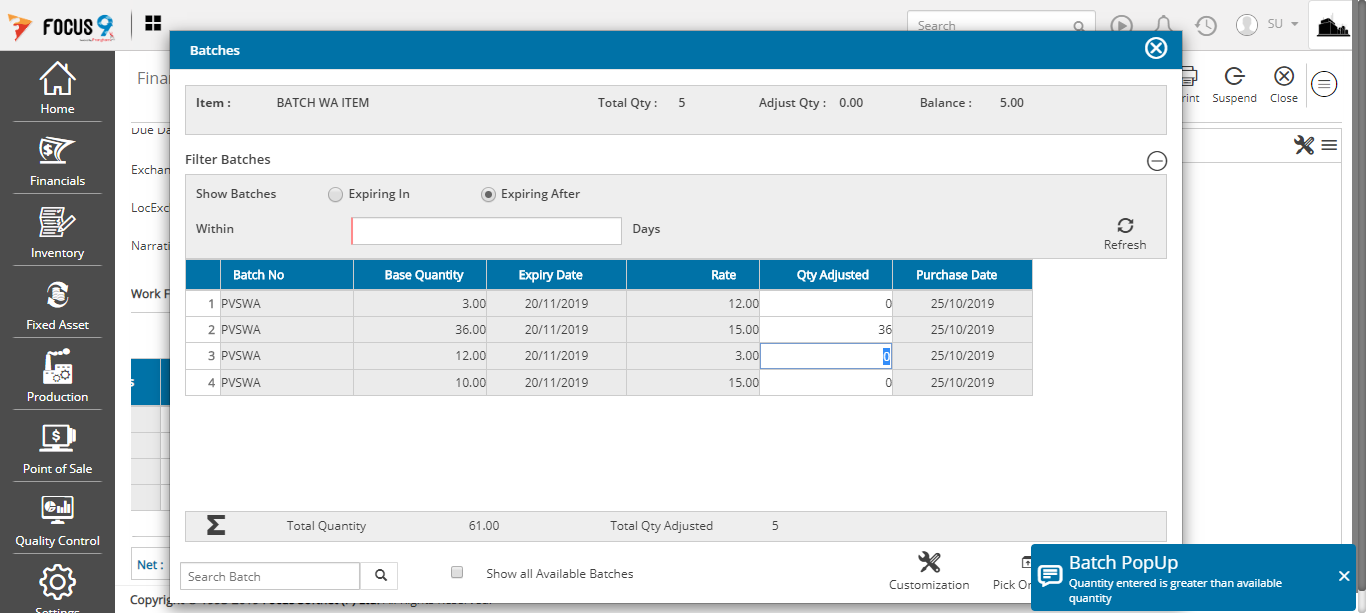 FOCUS 9
Search
SU
Home
Financials
Inventory
Fixed Asset
Production
Point of Sale
Quality Control
Settings
Fina
Due Da
Exchan
LocExc
Narrati
Work F
s
Net :
rint
Suspend
Close
Batches
Item : BATCH WA ITEM Total Qty : 5 Adjust Qty : 0.00 Balance : 5.00
Filter Batches
Show Batches Expiring In Expiring After
Within Days
Refresh
Batch No Base Quantity Expiry Date Rate Qty Adjusted Purchase Date
1 PVSWA 3.00 20/11/2019 12.00 0 25/10/2019
2 PVSWA 36.00 20/11/2019 15.00 36 25/10/2019
3 PVSWA 12.00 20/11/2019 3.00 0 25/10/2019
4 PVSWA 10.00 20/11/2019 15.00 0 25/10/2019
Σ Total Quantity 61.00 Total Qty Adjusted 5
Search Batch
Show all Available Batches
Customization
Pick On
Batch PopUp
Quantity entered is greater than available
quantity